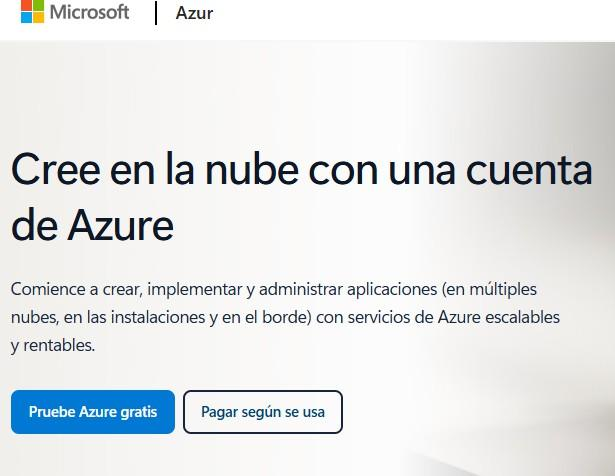 Microsoft | Azur
Cree en la nube con una cuenta
de Azure
Comience a crear, implementar y administrar aplicaciones (en múltiples
nubes, en las instalaciones y en el borde) con servicios de Azure escalables
y rentables.
Pruebe Azure gratis Pagar según se usa